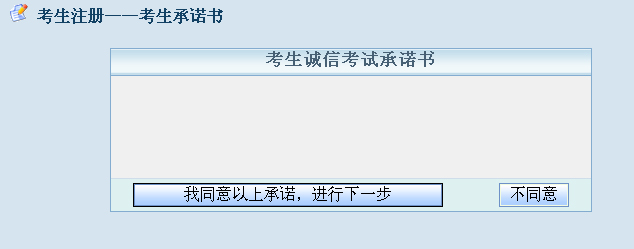 考生注册——考生承诺书
考生诚信考试承诺书
我同意以上承诺，进行下一步
不同意